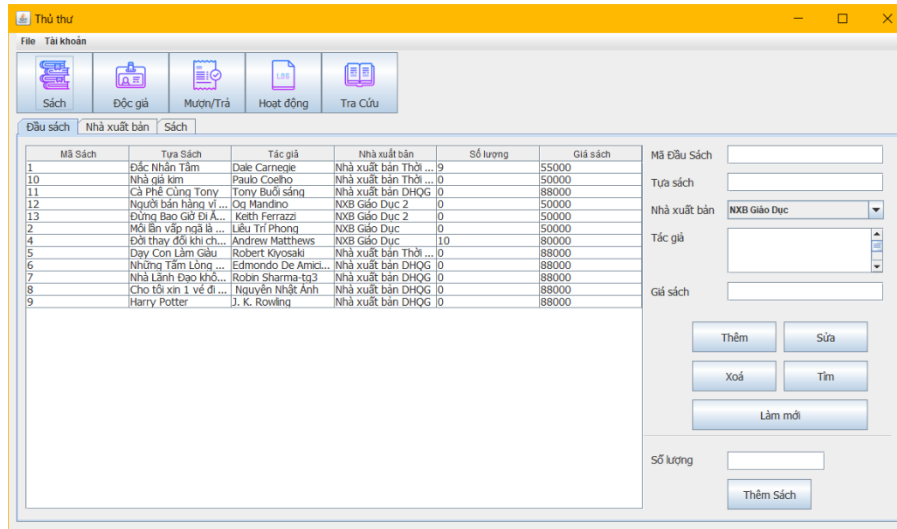 Thủ thư
File Tài khoản
LOG
Sách Độc giả Mượn/Trả Hoạt động Tra Cứu
Đầu sách Nhà xuất bản Sách
Mã Sách Tựa Sách Tác giả Nhà xuất bản Số lượng Giá sách
1 Đắc Nhân Tâm Dale Carnegie Nhà xuất bản Thời ... 9 55000
10 Nhà giả kim Paulo Coelho Nhà xuất bản Thời ... 0 50000
11 Cà Phê Cùng Tony Tony Buổi sáng Nhà xuất bản DHQG 0 88000
12 Người bán hàng vĩ ... Og Mandino NXB Giáo Dục 2 0 50000
13 Đừng Bao Giờ Đi Ă... Keith Ferrazzi NXB Giáo Dục 2 0 50000
2 Mỗi lần vấp ngã là ... Liêu Trí Phong NXB Giáo Dục 0 50000
4 Đời thay đổi khi ch... Andrew Matthews NXB Giáo Dục 10 80000
5 Dạy Con Làm Giàu Robert Kiyosaki Nhà xuất bản Thời ... 0 88000
6 Những Tấm Lòng ... Edmondo De Amici... Nhà xuất bản DHQG 0 88000
7 Nhà Lãnh Đạo khô... Robin Sharma-tg3 Nhà xuất bản DHQG 0 88000
8 Cho tôi xin 1 vé đi ... Nguyễn Nhật Ánh Nhà xuất bản DHQG 0 88000
9 Harry Potter J. K. Rowling Nhà xuất bản DHQG 0 88000
Mã Đầu Sách
Tựa sách
Nhà xuất bản NXB Giáo Dục
Tác giả
Giá sách
Thêm Sửa
Xoá Tìm
Làm mới
Số lượng
Thêm Sách